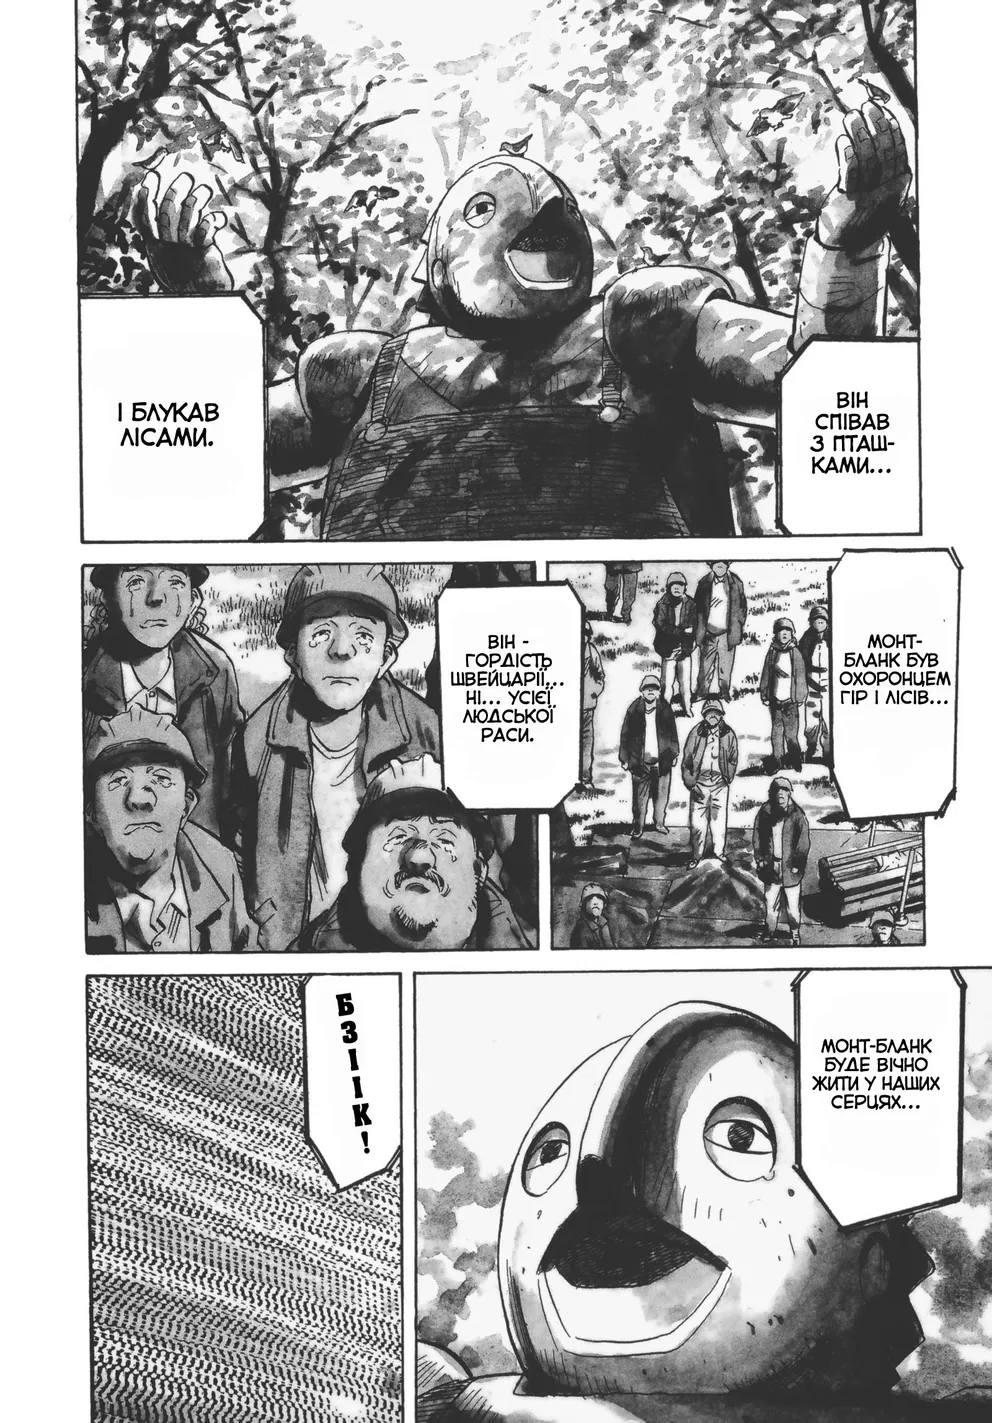 ВІН
СПІВАВ
З ПТАШ-
КАМИ...
І БЛУКАВ
ЛІСАМИ.
МОНТ-
БЛАНК БУВ
ОХОРОНЦЕМ
ГІР І ЛІСІВ...
ВІН -
ГОРДІСТЬ
ШВЕЙЦАРІЇ...
НІ... УСІЄЇ
ЛЮДСЬКОЇ
РАСИ.
МОНТ-БЛАНК
БУДЕ ВІЧНО
ЖИТИ У НАШИХ
СЕРЦЯХ...
БЗІІК!